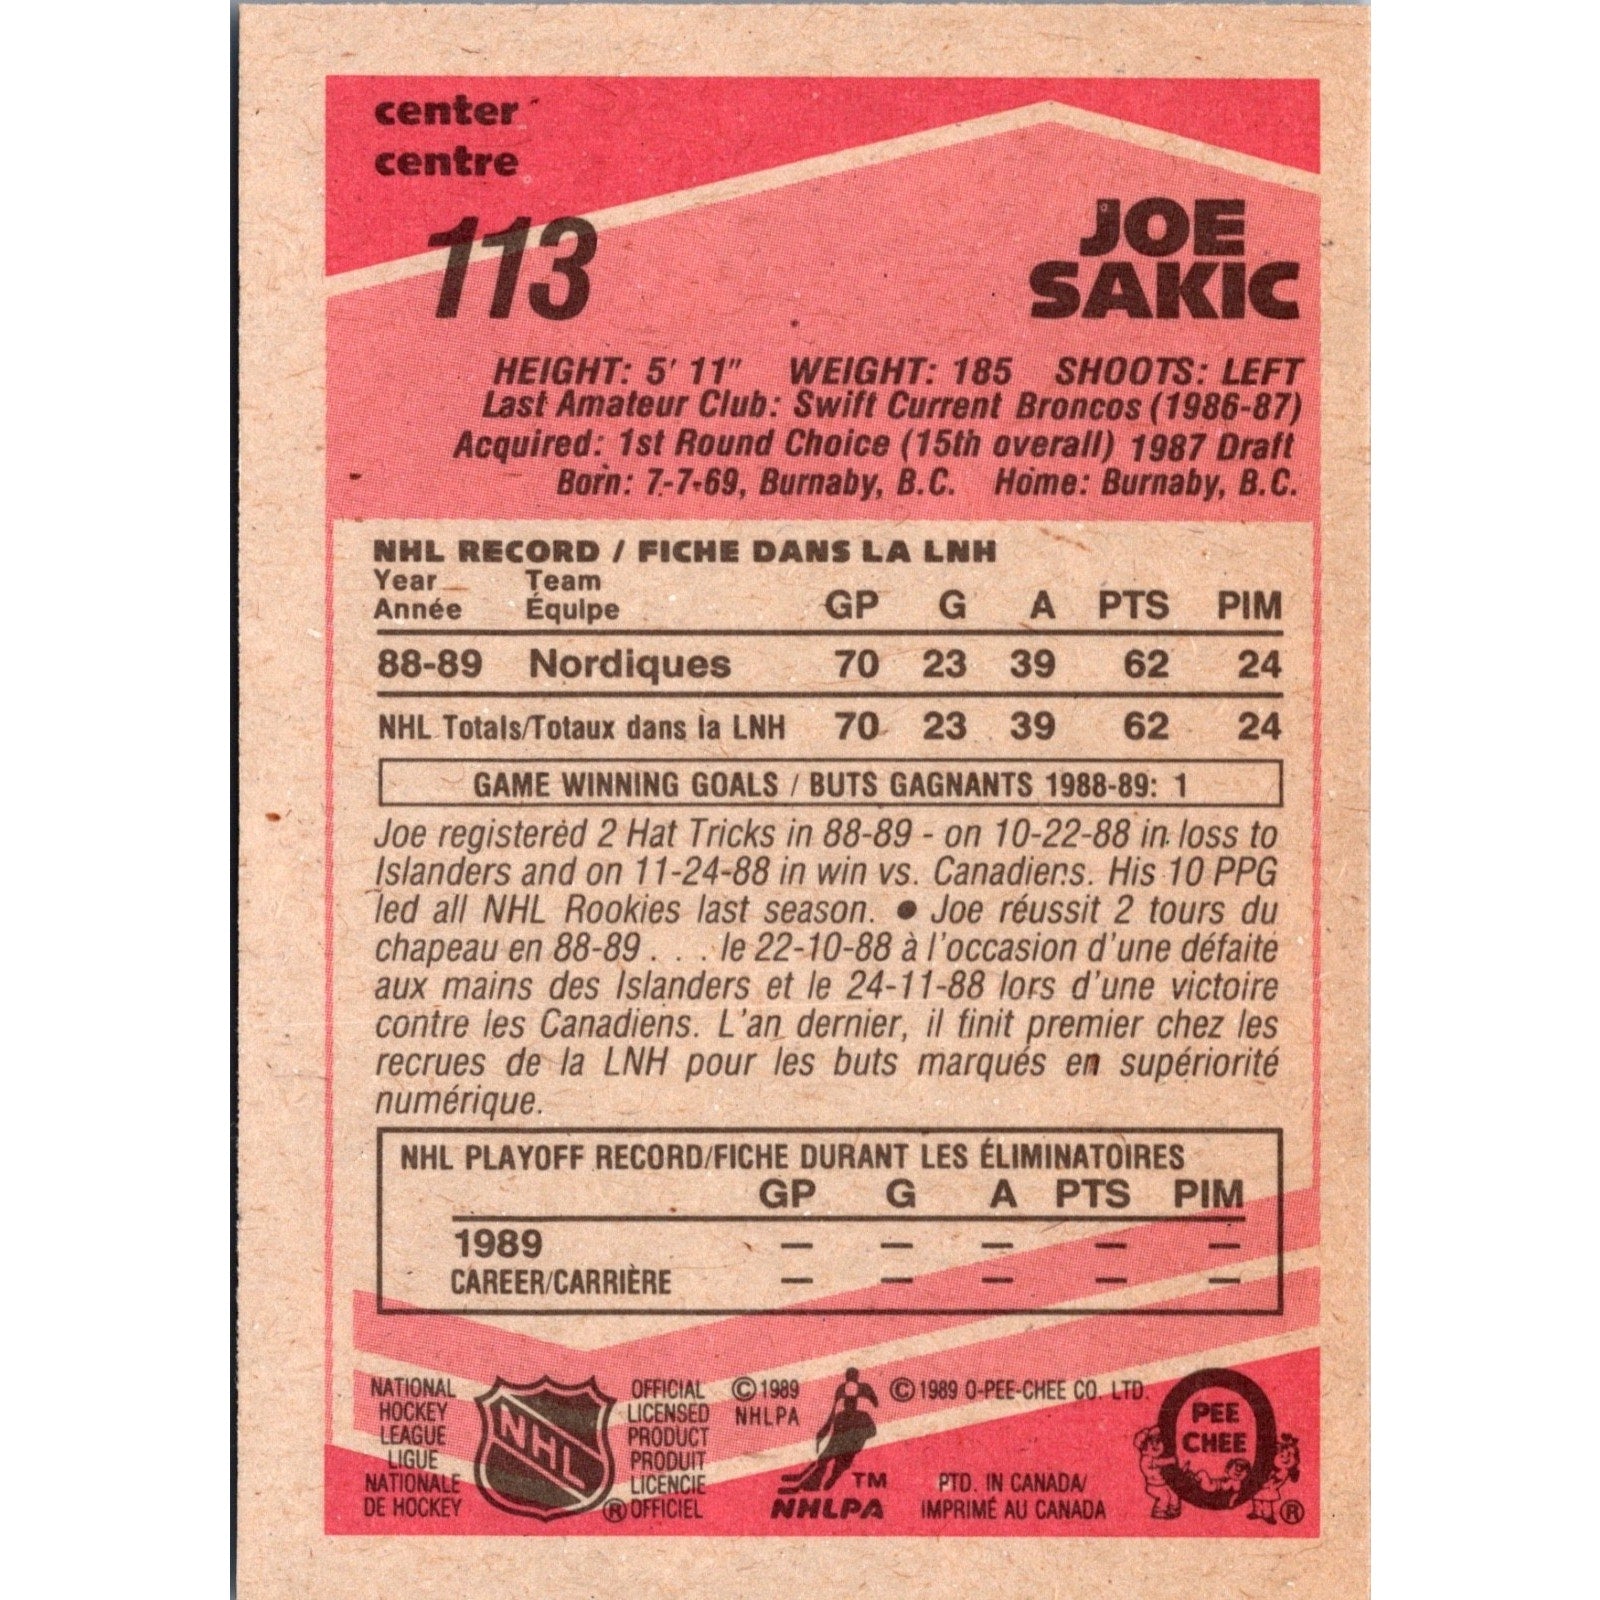 center
centre
113
JOE
SAKIC
HEIGHT: 5' 11" WEIGHT: 185 SHOOTS: LEFT
Last Amateur Club: Swift Current Broncos (1986-87)
Acquired: 1st Round Choice (15th overall) 1987 Draft
Born: 7-7-69, Burnaby, B.C. Home: Burnaby, B.C.
NHL RECORD / FICHE DANS LA LNH
Year Team
Année Équipe GP G A PTS PIM
88-89 Nordiques 70 23 39 62 24
NHL Totals/Totaux dans la LNH 70 23 39 62 24
GAME WINNING GOALS / BUTS GAGNANTS 1988-89: 1
Joe registered 2 Hat Tricks in 88-89 - on 10-22-88 in loss to
Islanders and on 11-24-88 in win vs. Canadiens. His 10 PPG
led all NHL Rookies last season. ● Joe réussit 2 tours du
chapeau en 88-89 . . . le 22-10-88 à l'occasion d'une défaite
aux mains des Islanders et le 24-11-88 lors d'une victoire
contre les Canadiens. L'an dernier, il finit premier chez les
recrues de la LNH pour les buts marqués en supériorité
numérique.
NHL PLAYOFF RECORD/FICHE DURANT LES ÉLIMINATOIRES
GP G A PTS PIM
1989 — — — — —
CAREER/CARRIÈRE — — — — —
NATIONAL
HOCKEY
LEAGUE
LIGUE
NATIONALE
DE HOCKEY
NHL
®
OFFICIAL
LICENSED
PRODUCT
PRODUIT
LICENCIE
OFFICIEL
©1989
NHLPA
TM
NHLPA
©1989 O-PEE-CHEE CO. LTD.
PTD. IN CANADA/
IMPRIMÉ AU CANADA
O
PEE
CHEE
®